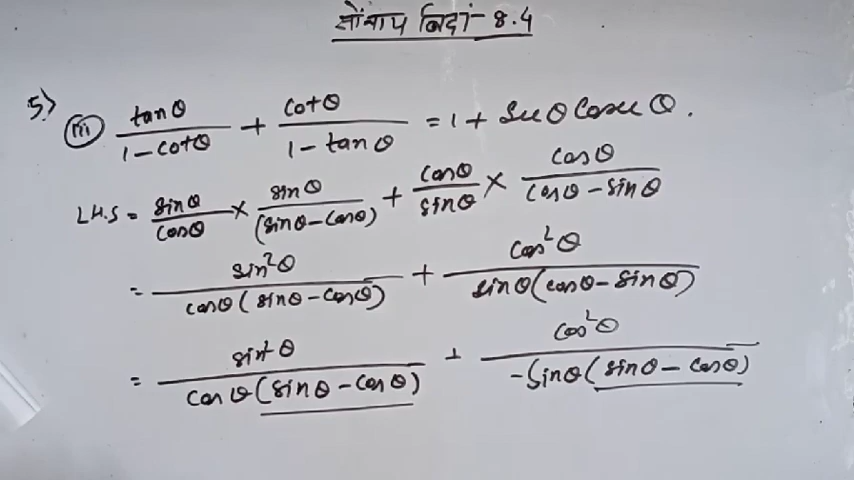 सोंनाय बिदां- 8.4
5.) (iii) tanθ / 1 - cotθ + cotθ / 1 - tanθ = 1 + Secθ Cosecθ.
L.H.S = sinθ / cosθ × sinθ / (sinθ - cosθ) + cosθ / sinθ × cosθ / cosθ - sinθ
= sin²θ / cosθ (sinθ - cosθ) + cos²θ / sinθ (cosθ - sinθ)
= sin²θ / cosθ (sinθ - cosθ) + cos²θ / -sinθ (sinθ - cosθ)